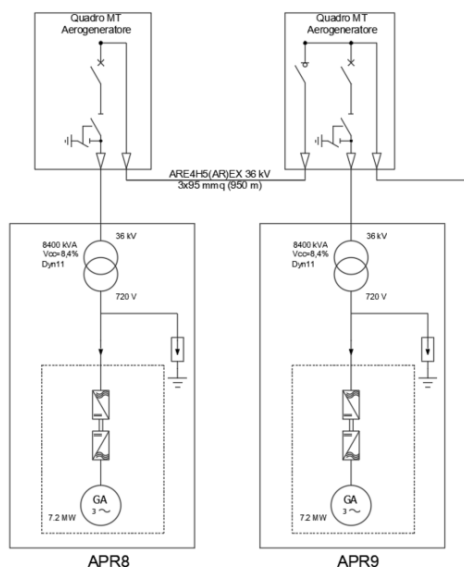 Quadro MT
Aerogeneratore
Quadro MT
Aerogeneratore
ARE4H5(AR)EX 36 kV
3x95 mmq (950 m)
36 kV
8400 kVA
Vcc=8,4%
Dyn11
720 V
36 kV
8400 kVA
Vcc=8,4%
Dyn11
720 V
GA
3
7.2 MW
GA
3
7.2 MW
APR8
APR9